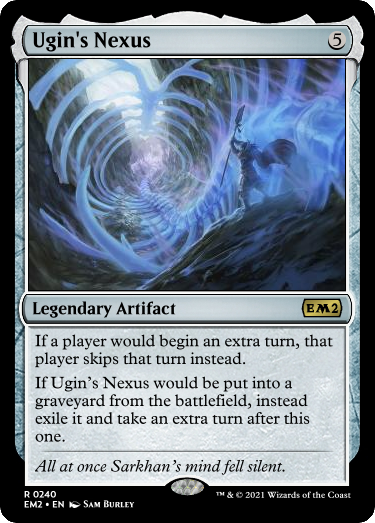 Ugin's Nexus
5
Legendary Artifact
EM2
If a player would begin an extra turn, that
player skips that turn instead.
If Ugin's Nexus would be put into a
graveyard from the battlefield, instead
exile it and take an extra turn after this
one.
All at once Sarkhan's mind fell silent.
R 0240
EM2 • EN SAM BURLEY
™ & © 2021 Wizards of the Coast